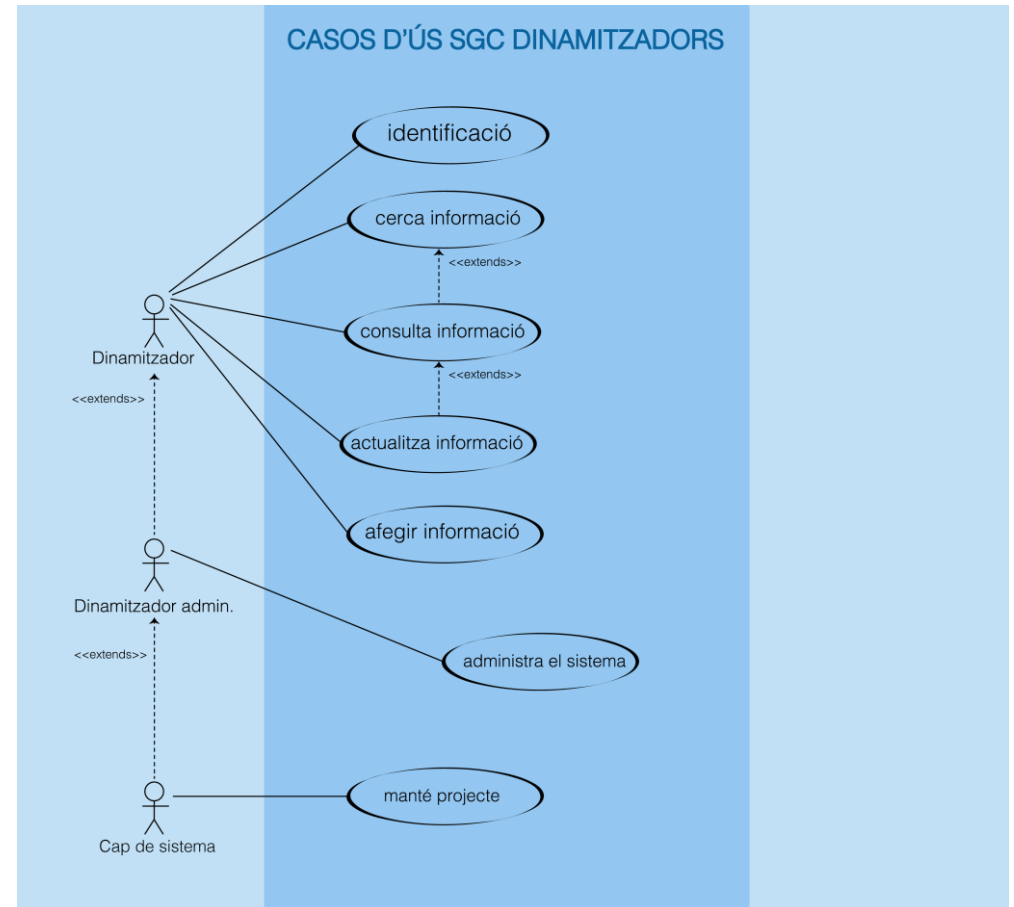 CASOS D'ÚS SGC DINAMITZADORS
identificació
cerca informació
<<extends>>
consulta informació
Dinamitzador
<<extends>>
<<extends>>
actualitza informació
afegir informació
Dinamitzador admin.
<<extends>>
administra el sistema
manté projecte
Cap de sistema